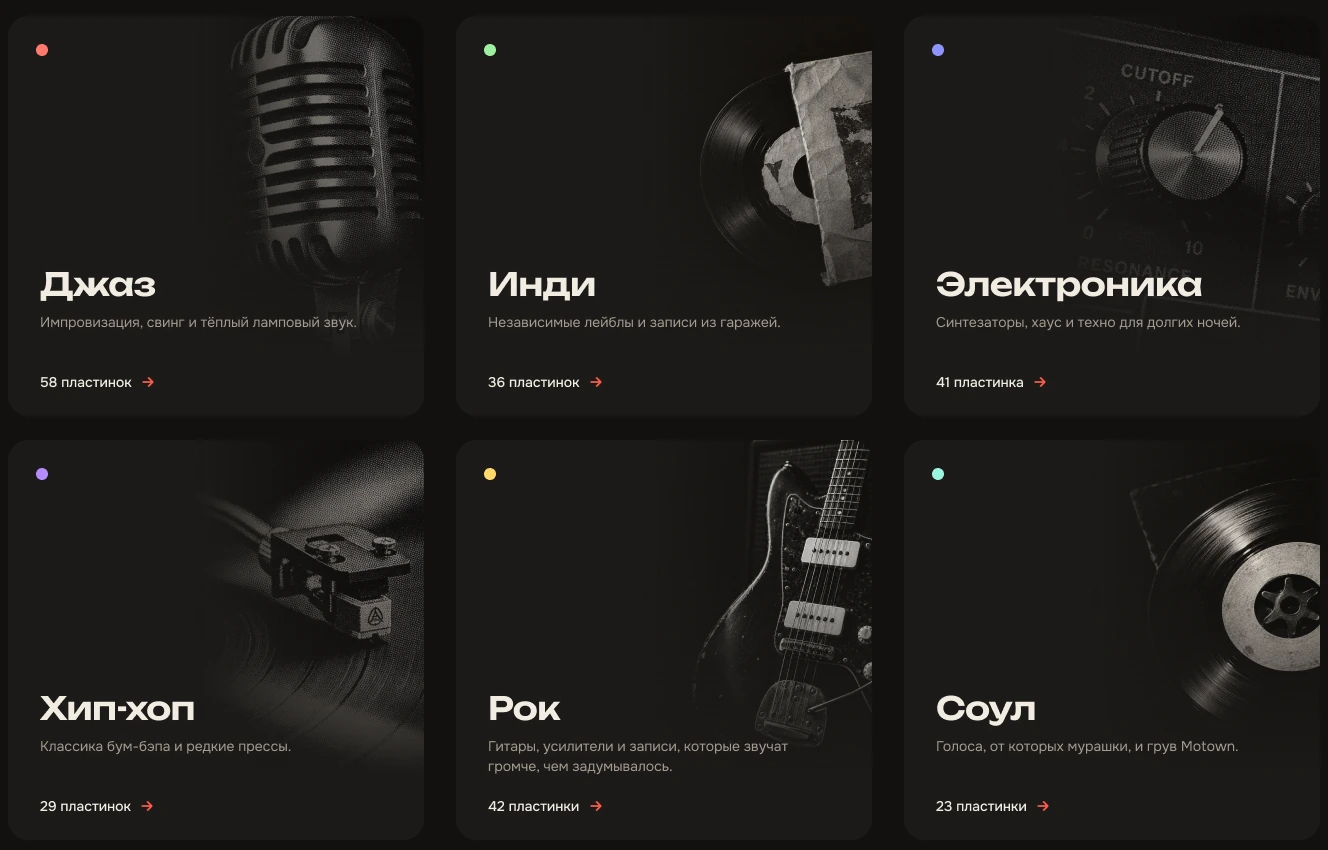 CUTOFF
2
0
10
RESONANCE
ENV
Джаз
Импровизация, свинг и тёплый ламповый звук.
58 пластинок →
Инди
Независимые лейблы и записи из гаражей.
36 пластинок →
Электроника
Синтезаторы, хаус и техно для долгих ночей.
41 пластинка →
Хип-хоп
Классика бум-бэпа и редкие прессы.
29 пластинок →
Рок
Гитары, усилители и записи, которые звучат
громче, чем задумывалось.
42 пластинки →
Соул
Голоса, от которых мурашки, и грув Motown.
23 пластинки →